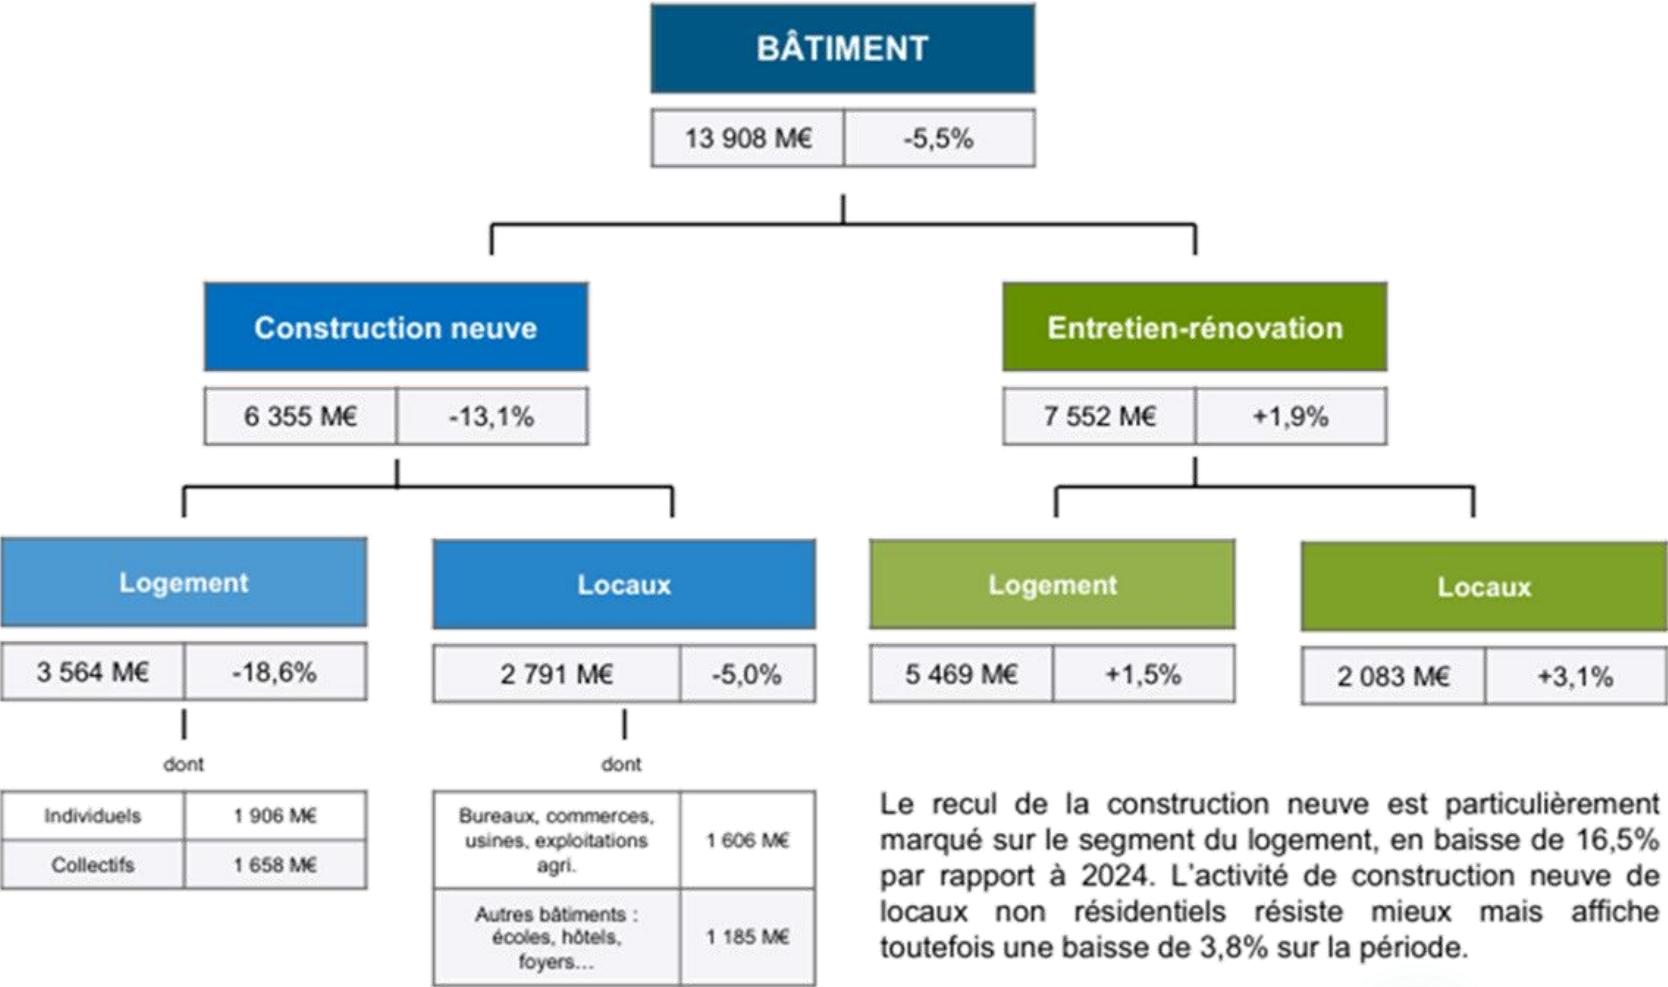 BÂTIMENT
13 908 M€ -5,5%
Construction neuve
6 355 M€ -13,1%
Entretien-rénovation
7 552 M€ +1,9%
Logement
3 564 M€ -18,6%
dont
Individuels 1 906 M€
Collectifs 1 658 M€
Locaux
2 791 M€ -5,0%
dont
Bureaux, commerces,
usines, exploitations
agri.
1 606 M€
Autres bâtiments :
écoles, hôtels,
foyers...
1 185 M€
Logement
5 469 M€ +1,5%
Locaux
2 083 M€ +3,1%
Le recul de la construction neuve est particulièrement
marqué sur le segment du logement, en baisse de 16,5%
par rapport à 2024. L'activité de construction neuve de
locaux non résidentiels résiste mieux mais affiche
toutefois une baisse de 3,8% sur la période.